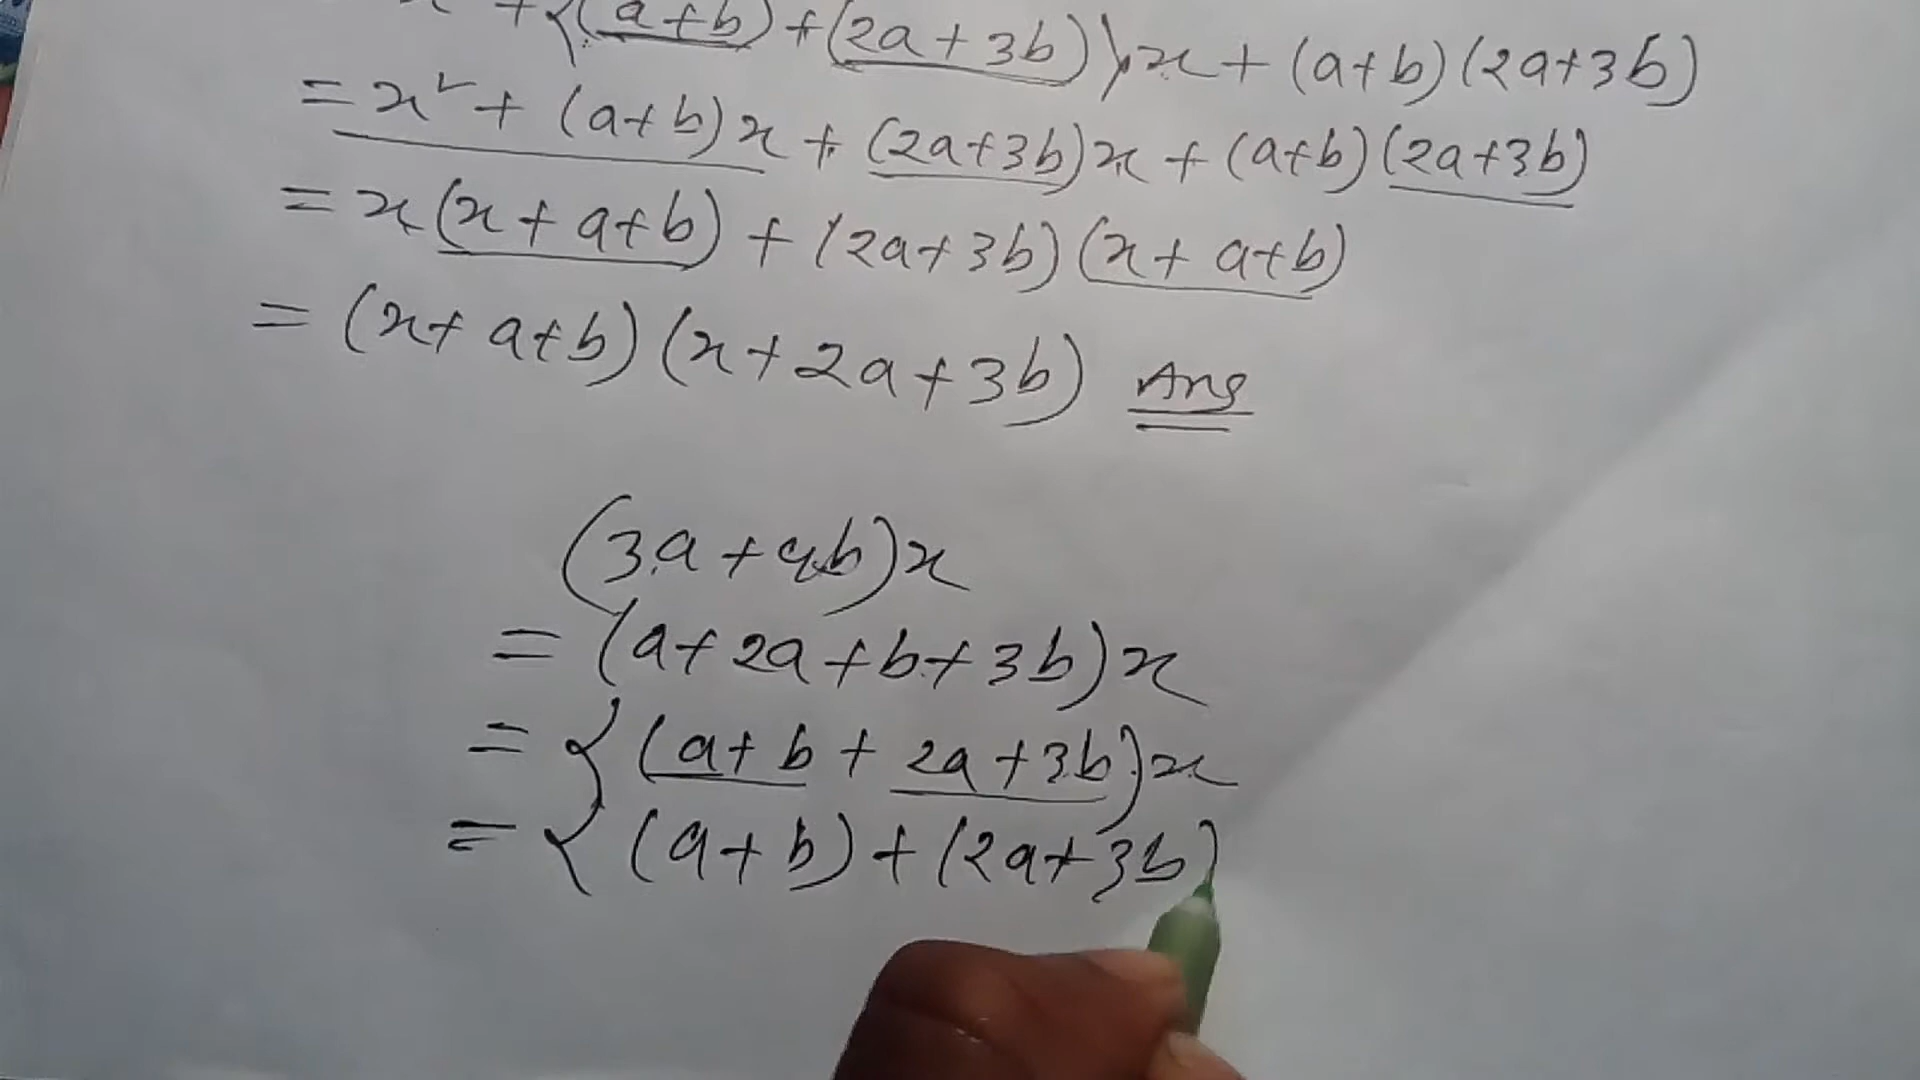 x² + {(a+b)+(2a+3b)}x + (a+b)(2a+3b)
= x² + (a+b)x + (2a+3b)x + (a+b)(2a+3b)
= x(x+a+b) + (2a+3b)(x+a+b)
= (x+a+b)(x+2a+3b) Ans
(3a+4b)x
= (a+2a+b+3b)x
= {(a+b + 2a+3b)x
= {(a+b)+(2a+3b)